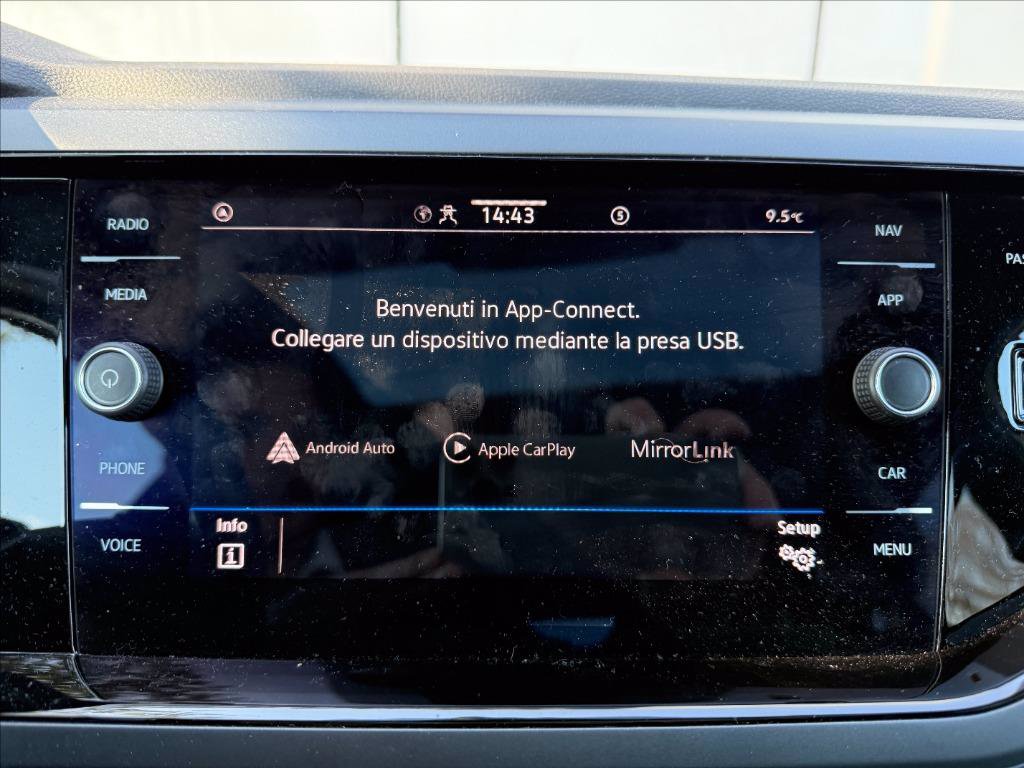 RADIO
MEDIA
PHONE
VOICE
14:43
5
9.5°C
Benvenuti in App-Connect.
Collegare un dispositivo mediante la presa USB.
Android Auto
Apple CarPlay
MirrorLink
Info
i
Setup
NAV
APP
CAR
MENU